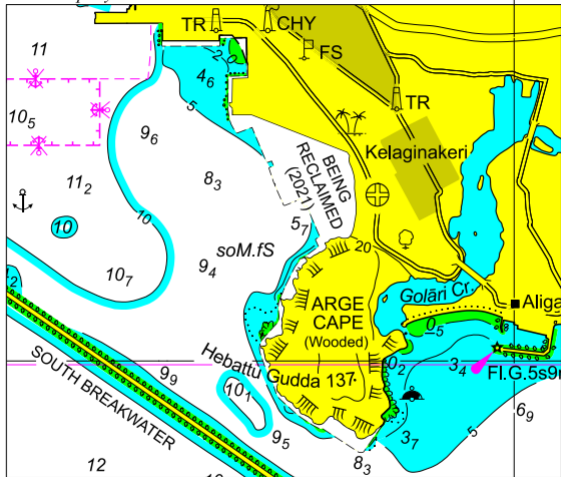 TR
CHY
FS
11
2₀
4₆
TR
5
10₅
9₆
Kelaginakeri
BEING
RECLAIMED
(2021)
8₃
11₂
10
10
5₇
20
soM.fS
9₄
10₇
Golāri Cr.
Aliga
ARGE
CAPE
(Wooded)
0₅
Hebattu Gudda 137
0₂
3₄
Fl.G.5s9
SOUTH BREAKWATER
9₉
10₁
6₉
9₅
3₇
5
8₃
12